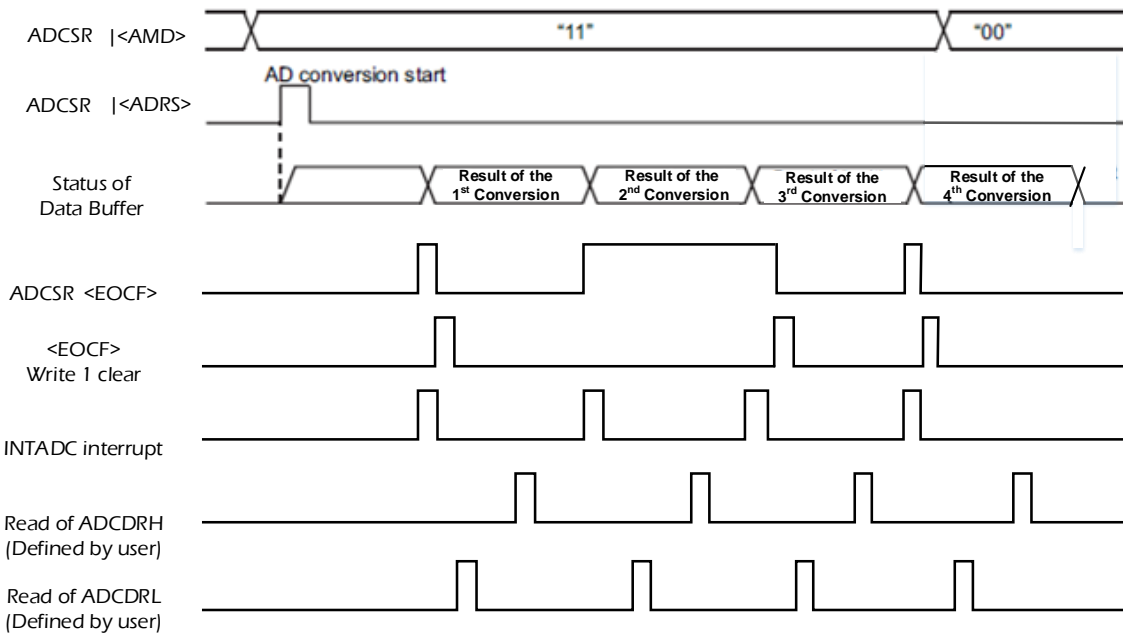 ADCSR |<AMD>
"11"
"00"
AD conversion start
ADCSR |<ADRS>
Status of
Data Buffer
Result of the
1st Conversion
Result of the
2nd Conversion
Result of the
3rd Conversion
Result of the
4th Conversion
ADCSR <EOCF>
<EOCF>
Write 1 clear
INTADC interrupt
Read of ADCDRH
(Defined by user)
Read of ADCDRL
(Defined by user)